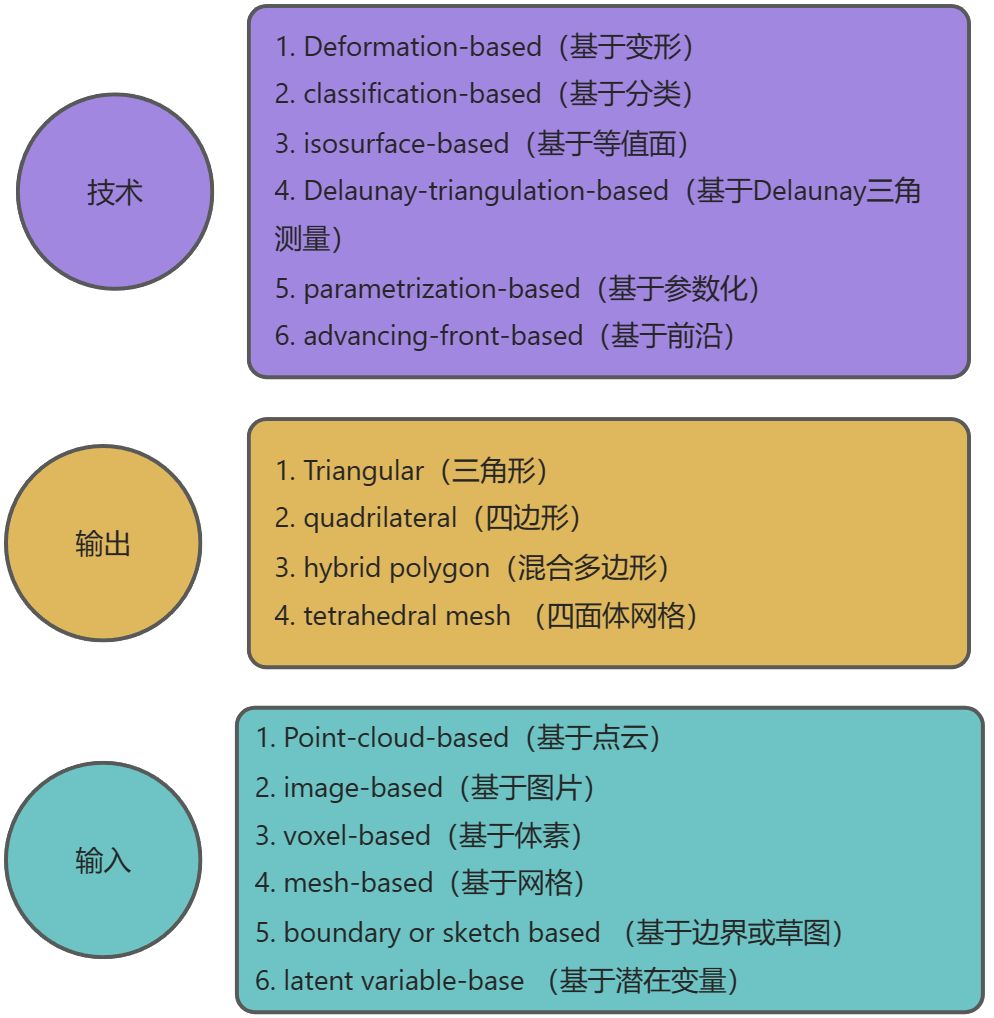 技术
1. Deformation-based（基于变形）
2. classification-based（基于分类）
3. isosurface-based（基于等值面）
4. Delaunay-triangulation-based（基于Delaunay三角
测量）
5. parametrization-based（基于参数化）
6. advancing-front-based（基于前沿）
输出
1. Triangular（三角形）
2. quadrilateral（四边形）
3. hybrid polygon（混合多边形）
4. tetrahedral mesh （四面体网格）
输入
1. Point-cloud-based（基于点云）
2. image-based（基于图片）
3. voxel-based（基于体素）
4. mesh-based（基于网格）
5. boundary or sketch based （基于边界或草图）
6. latent variable-base （基于潜在变量）